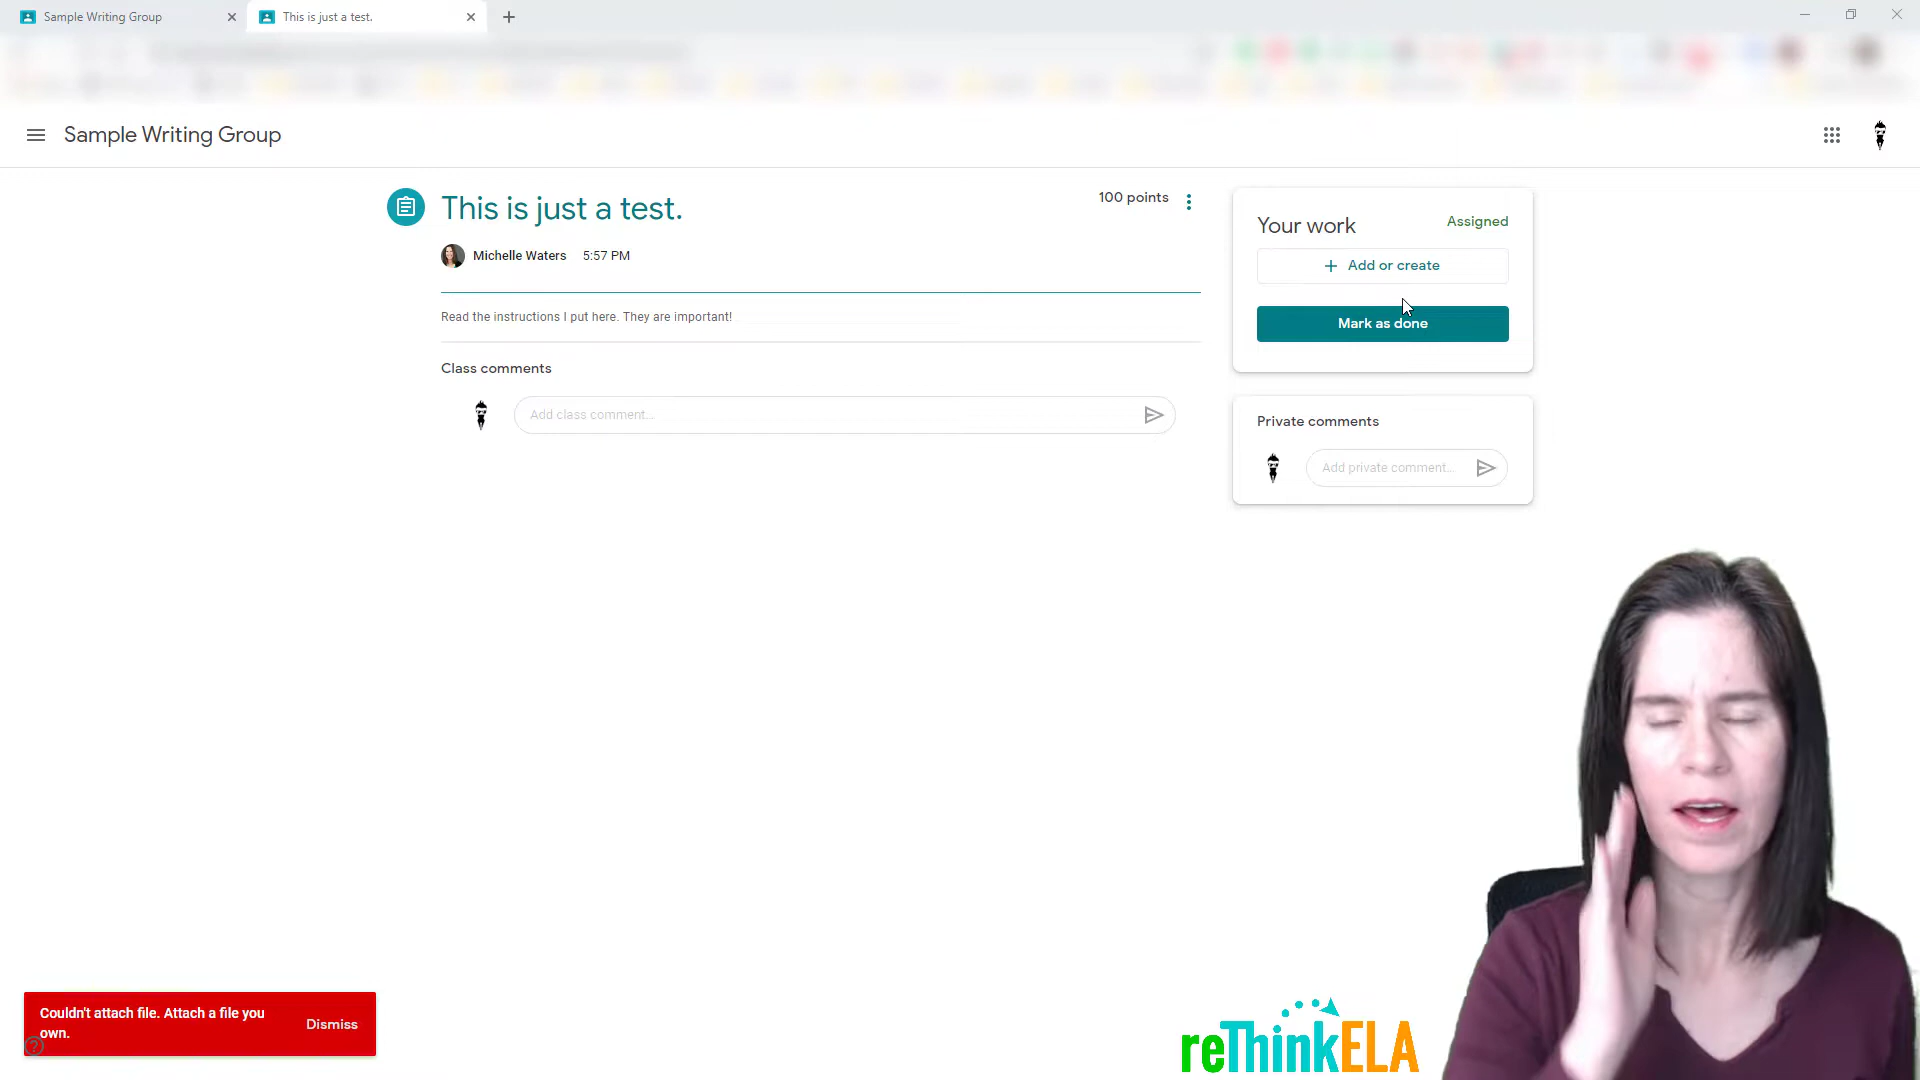 Sample Writing Group
This is just a test.
Sample Writing Group
This is just a test.
100 points
Michelle Waters 5:57 PM
Read the instructions I put here. They are important!
Class comments
Add class comment...
Your work
Assigned
Add or create
Mark as done
Private comments
Add private comment...
Couldn't attach file. Attach a file you
own.
Dismiss
reThinkELA